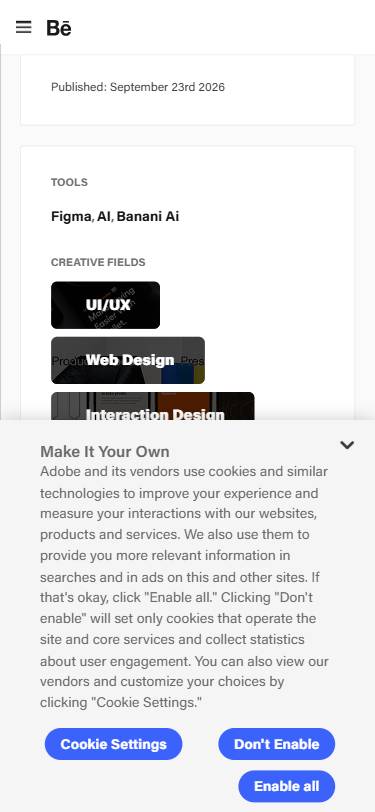 Bē
Published: September 23rd 2026
TOOLS
Figma, AI, Banani Ai
CREATIVE FIELDS
UI/UX
Web Design
Interaction Design
Make It Your Own
Adobe and its vendors use cookies and similar
technologies to improve your experience and
measure your interactions with our websites,
products and services. We also use them to
provide you more relevant information in
searches and in ads on this and other sites. If
that's okay, click "Enable all." Clicking "Don't
enable" will set only cookies that operate the
site and core services and collect statistics
about user engagement. You can also view our
vendors and customize your choices by
clicking "Cookie Settings."
Cookie Settings
Don't Enable
Enable all